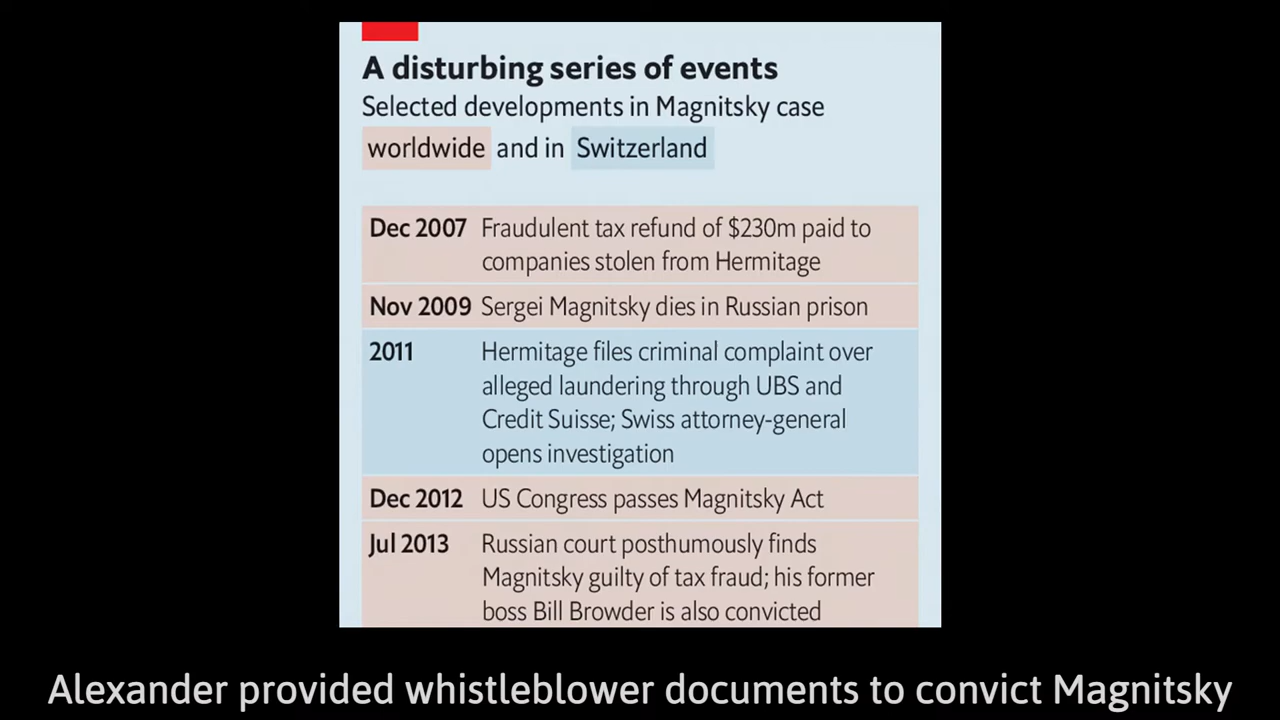 A disturbing series of events
Selected developments in Magnitsky case
worldwide and in Switzerland
Dec 2007 Fraudulent tax refund of $230m paid to
companies stolen from Hermitage
Nov 2009 Sergei Magnitsky dies in Russian prison
2011 Hermitage files criminal complaint over
alleged laundering through UBS and
Credit Suisse; Swiss attorney-general
opens investigation
Dec 2012 US Congress passes Magnitsky Act
Jul 2013 Russian court posthumously finds
Magnitsky guilty of tax fraud; his former
boss Bill Browder is also convicted
Alexander provided whistleblower documents to convict Magnitsky